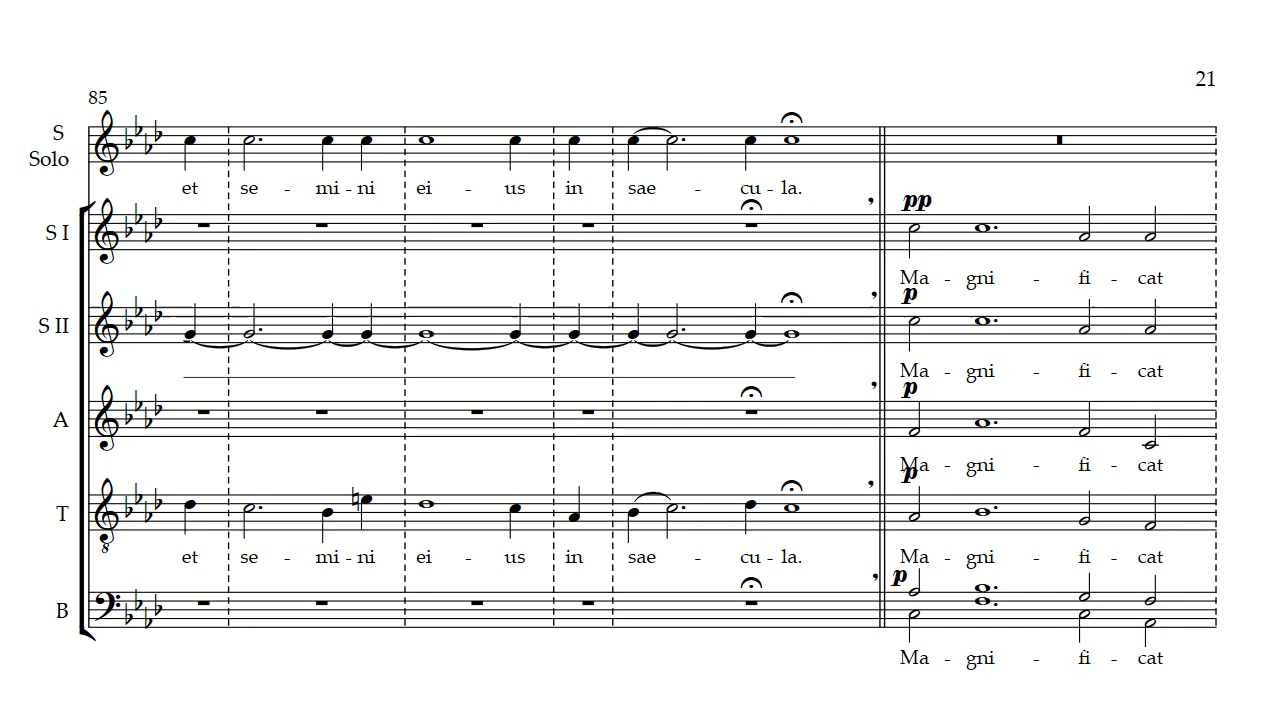 21
85
S
Solo
et se - mi - ni ei - us in sae - cu - la.
S I
pp
Ma - gni - fi - cat
S II
p
Ma - gni - fi - cat
A
p
Ma - gni - fi - cat
T
p
8
et se - mi - ni ei - us in sae - cu - la. Ma - gni - fi - cat
B
p
Ma - gni - fi - cat